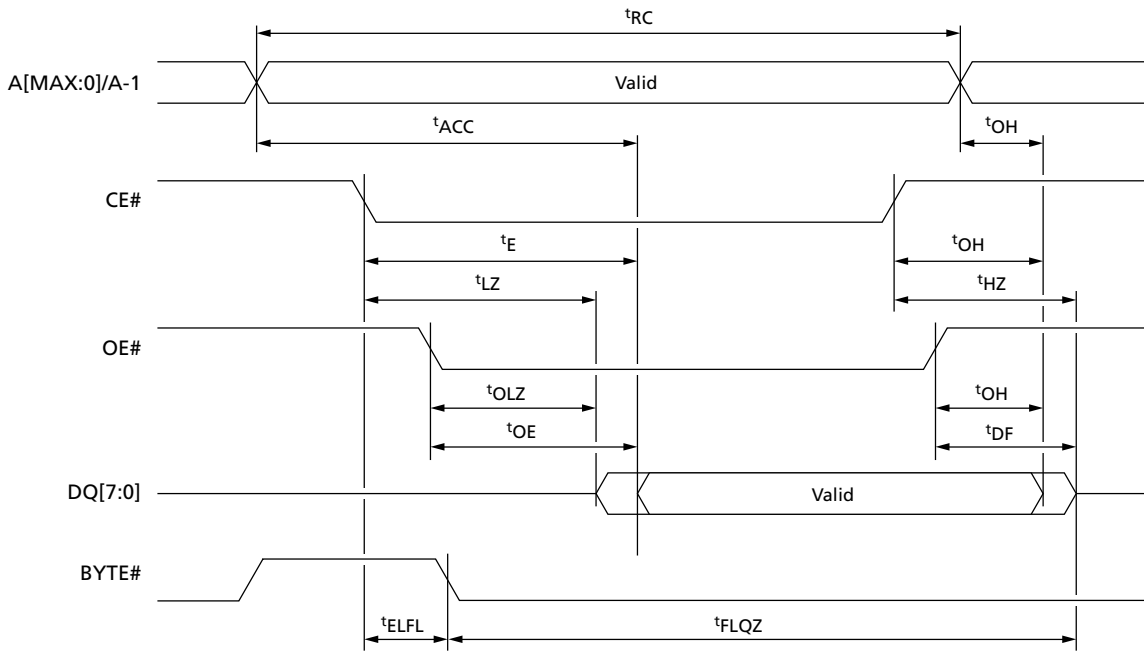 tRC
A[MAX:0]/A-1
Valid
tACC
tOH
CE#
tE
tOH
tLZ
tHZ
OE#
tOLZ
tOH
tOE
tDF
DQ[7:0]
Valid
BYTE#
tELFL
tFLQZ